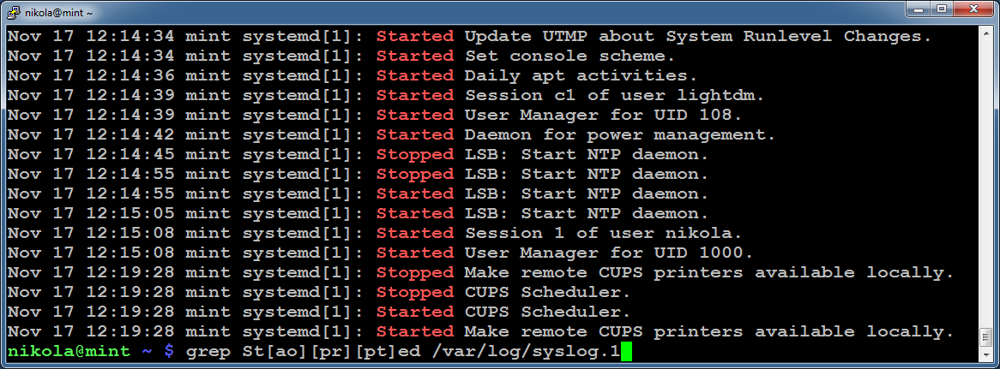 nikola@mint ~
Nov 17 12:14:34 mint systemd[1]: Started Update UTMP about System Runlevel Changes.
Nov 17 12:14:34 mint systemd[1]: Started Set console scheme.
Nov 17 12:14:36 mint systemd[1]: Started Daily apt activities.
Nov 17 12:14:39 mint systemd[1]: Started Session c1 of user lightdm.
Nov 17 12:14:39 mint systemd[1]: Started User Manager for UID 108.
Nov 17 12:14:42 mint systemd[1]: Started Daemon for power management.
Nov 17 12:14:45 mint systemd[1]: Stopped LSB: Start NTP daemon.
Nov 17 12:14:55 mint systemd[1]: Stopped LSB: Start NTP daemon.
Nov 17 12:14:55 mint systemd[1]: Started LSB: Start NTP daemon.
Nov 17 12:15:05 mint systemd[1]: Started LSB: Start NTP daemon.
Nov 17 12:15:08 mint systemd[1]: Started Session 1 of user nikola.
Nov 17 12:15:08 mint systemd[1]: Started User Manager for UID 1000.
Nov 17 12:19:28 mint systemd[1]: Stopped Make remote CUPS printers available locally.
Nov 17 12:19:28 mint systemd[1]: Stopped CUPS Scheduler.
Nov 17 12:19:28 mint systemd[1]: Started CUPS Scheduler.
Nov 17 12:19:28 mint systemd[1]: Started Make remote CUPS printers available locally.
nikola@mint ~ $ grep St[ao][pr][pt]ed /var/log/syslog.1